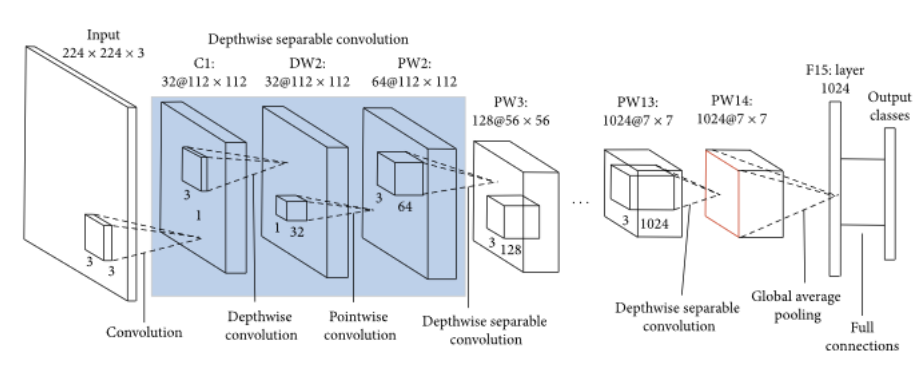 Input
224 × 224 × 3
Depthwise separable convolution
C1:
32@112 × 112
DW2:
32@112 × 112
PW2:
64@112 × 112
PW3:
128@56 × 56
PW13:
1024@7 × 7
PW14:
1024@7 × 7
F15: layer
1024
Output
classes
3
3
3
1
1
32
3
64
3
128
...
3
1024
Convolution
Depthwise
convolution
Pointwise
convolution
Depthwise separable
convolution
Depthwise separable
convolution
Global average
pooling
Full
connections